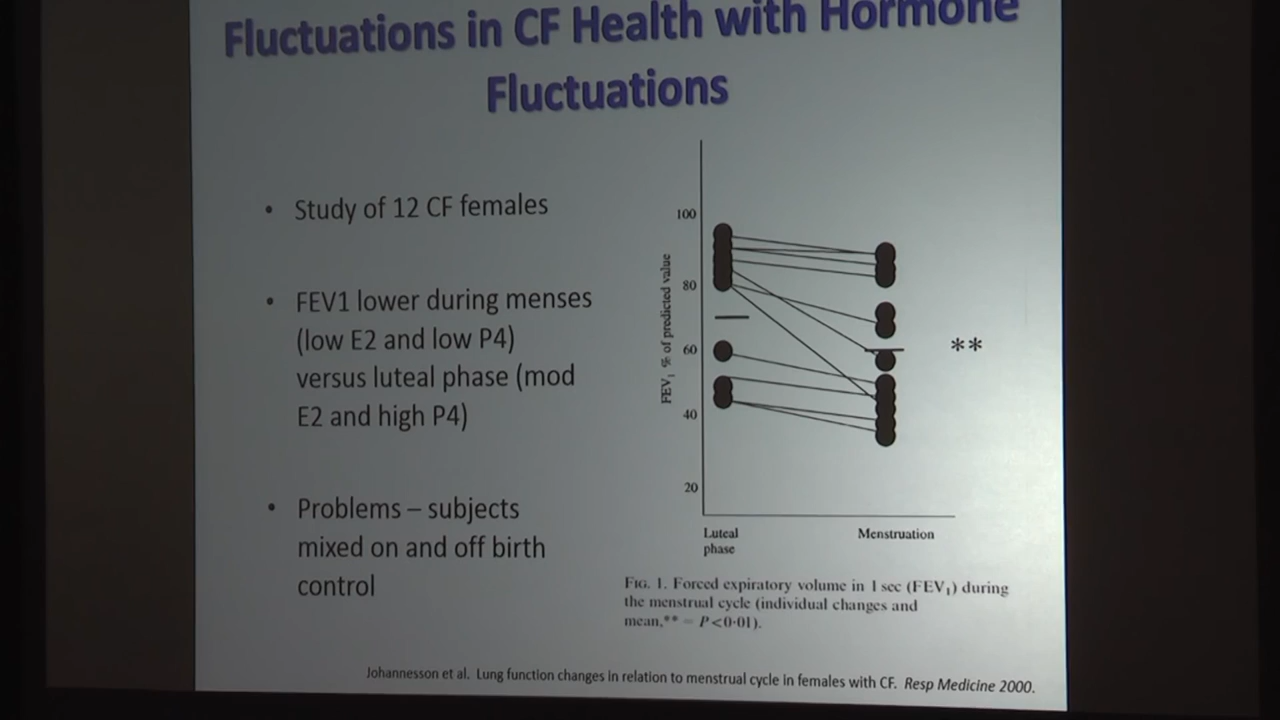 Fluctuations in CF Health with Hormone
Fluctuations
• Study of 12 CF females
• FEV1 lower during menses
(low E2 and low P4)
versus luteal phase (mod
E2 and high P4)
• Problems – subjects
mixed on and off birth
control
FEV₁ % of predicted value
100
80
60
40
20
**
Luteal
phase
Menstruation
FIG. 1. Forced expiratory volume in 1 sec (FEV₁) during
the menstrual cycle (individual changes and
mean,** = P<0·01).
Johannesson et al. Lung function changes in relation to menstrual cycle in females with CF. Resp Medicine 2000.